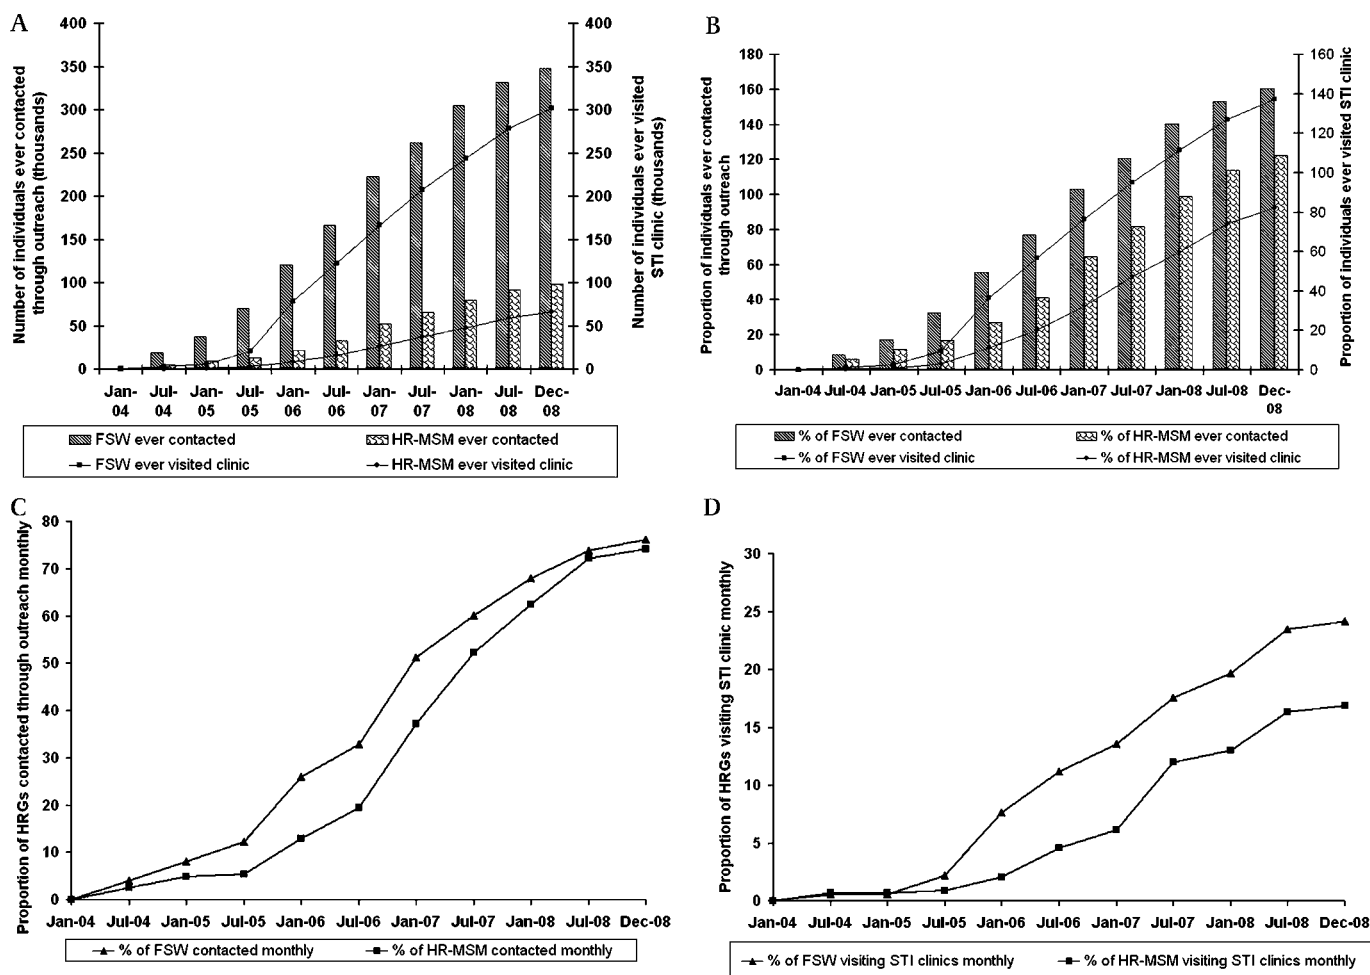 A
Number of individuals ever contacted
through outreach (thousands)
400
350
300
250
200
150
100
50
0
400
350
300
250
200
150
100
50
0
Number of individuals ever visited
STI clinic (thousands)
Jan- Jul- Jan- Jul- Jan- Jul- Jan- Jul- Jan- Jul- Dec-
04 04 05 05 06 06 07 07 08 08 08
FSW ever contacted HR-MSM ever contacted
FSW ever visited clinic HR-MSM ever visited clinic
B
Proportion of individuals ever contacted
through outreach
180
160
140
120
100
80
60
40
20
0
160
140
120
100
80
60
40
20
0
Proportion of individuals ever visited STI clinic
Jan-04 Jul-04 Jan-05 Jul-05 Jan-06 Jul-06 Jan-07 Jul-07 Jan-08 Jul-08 Dec-
08
% of FSW ever contacted % of HR-MSM ever contacted
% of FSW ever visited clinic % of HR-MSM ever visited clinic
C
Proportion of HRGs contacted through outreach monthly
80
70
60
50
40
30
20
10
0
Jan-04 Jul-04 Jan-05 Jul-05 Jan-06 Jul-06 Jan-07 Jul-07 Jan-08 Jul-08 Dec-08
% of FSW contacted monthly % of HR-MSM contacted monthly
D
Proportion of HRGs visiting STI clinic monthly
30
25
20
15
10
5
0
Jan-04 Jul-04 Jan-05 Jul-05 Jan-06 Jul-06 Jan-07 Jul-07 Jan-08 Jul-08 Dec-08
% of FSW visiting STI clinics monthly % of HR-MSM visiting STI clinics monthly